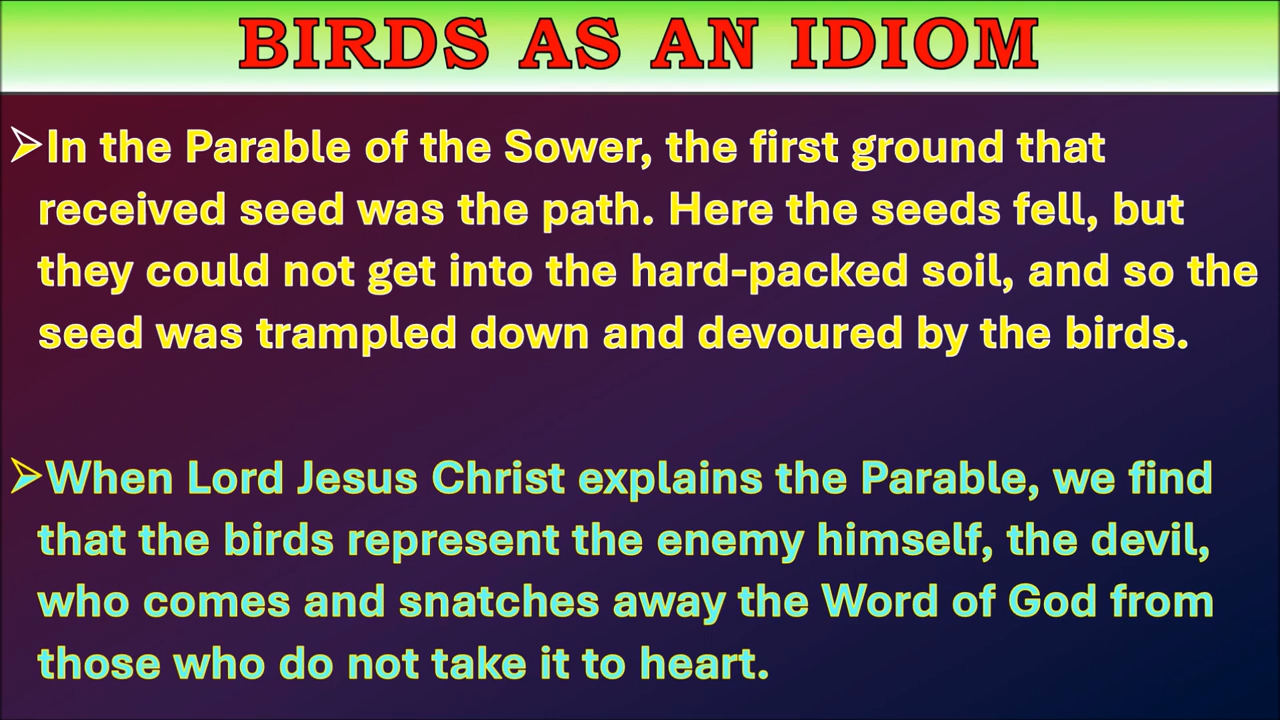 BIRDS AS AN IDIOM
➢In the Parable of the Sower, the first ground that
received seed was the path. Here the seeds fell, but
they could not get into the hard-packed soil, and so the
seed was trampled down and devoured by the birds.
➢When Lord Jesus Christ explains the Parable, we find
that the birds represent the enemy himself, the devil,
who comes and snatches away the Word of God from
those who do not take it to heart.